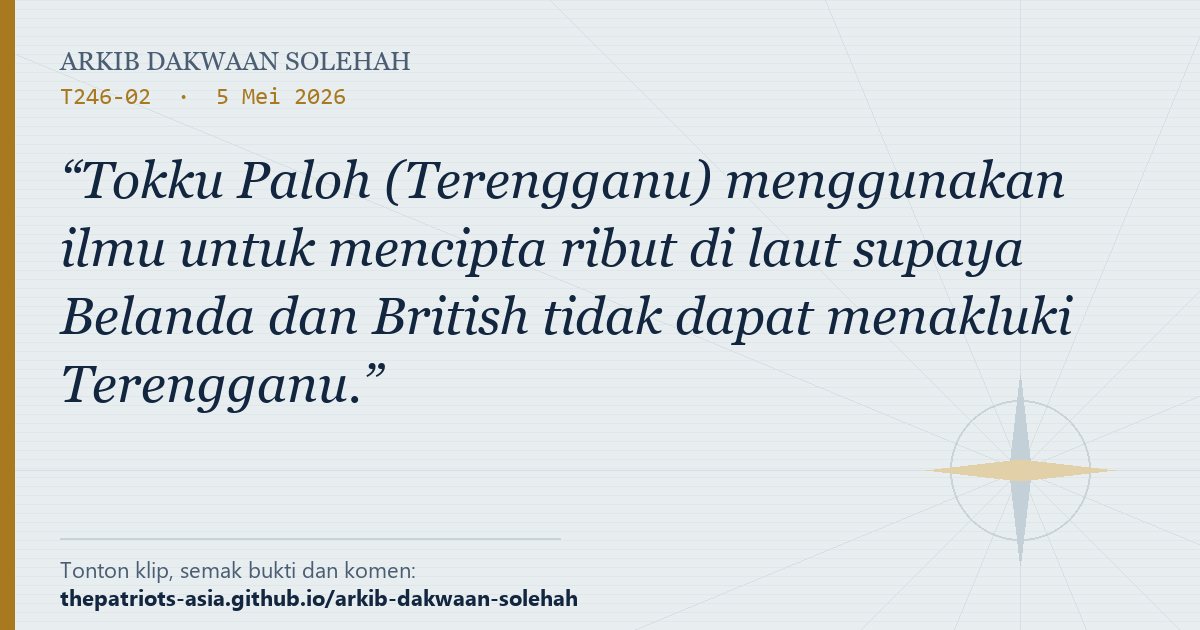 ARKIB DAKWAAN SOLEHAH
T246-02 · 5 Mei 2026
“Tokku Paloh (Terengganu) menggunakan
ilmu untuk mencipta ribut di laut supaya
Belanda dan British tidak dapat menakluki
Terengganu.”
Tonton klip, semak bukti dan komen:
thepatriots-asia.github.io/arkib-dakwaan-solehah